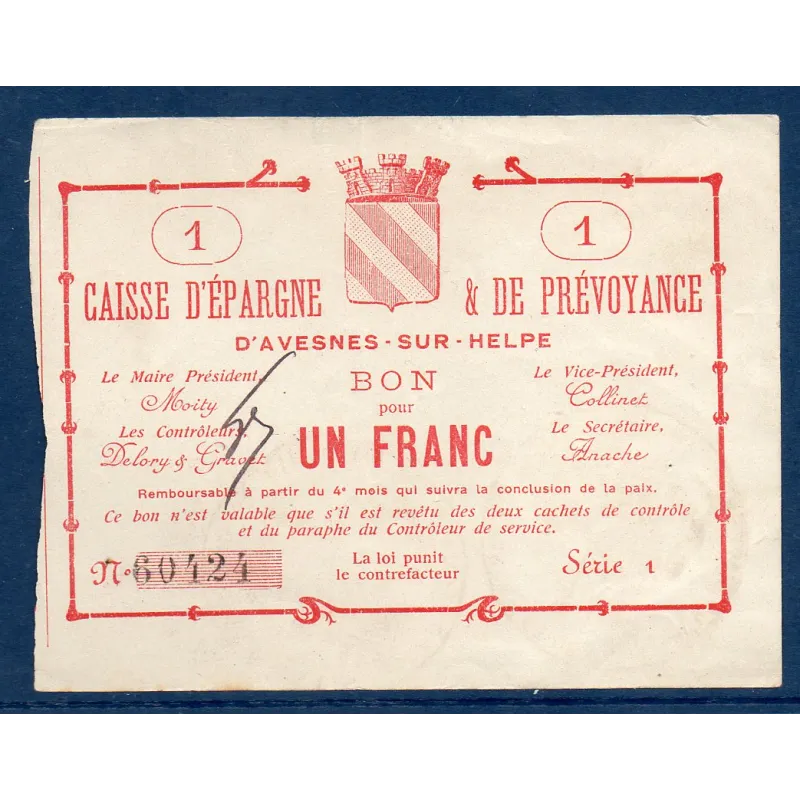 1 1
CAISSE D'ÉPARGNE & DE PRÉVOYANCE
D'AVESNES-SUR-HELPE
Le Maire Président,
Moity
Les Contrôleurs,
Delory & Gravet
BON
pour
UN FRANC
Le Vice-Président,
Collinet
Le Secrétaire,
Anache
Remboursable à partir du 4e mois qui suivra la conclusion de la paix.
Ce bon n'est valable que s'il est revêtu des deux cachets de contrôle
et du paraphe du Contrôleur de service.
No 60424
La loi punit
le contrefacteur
Série 1